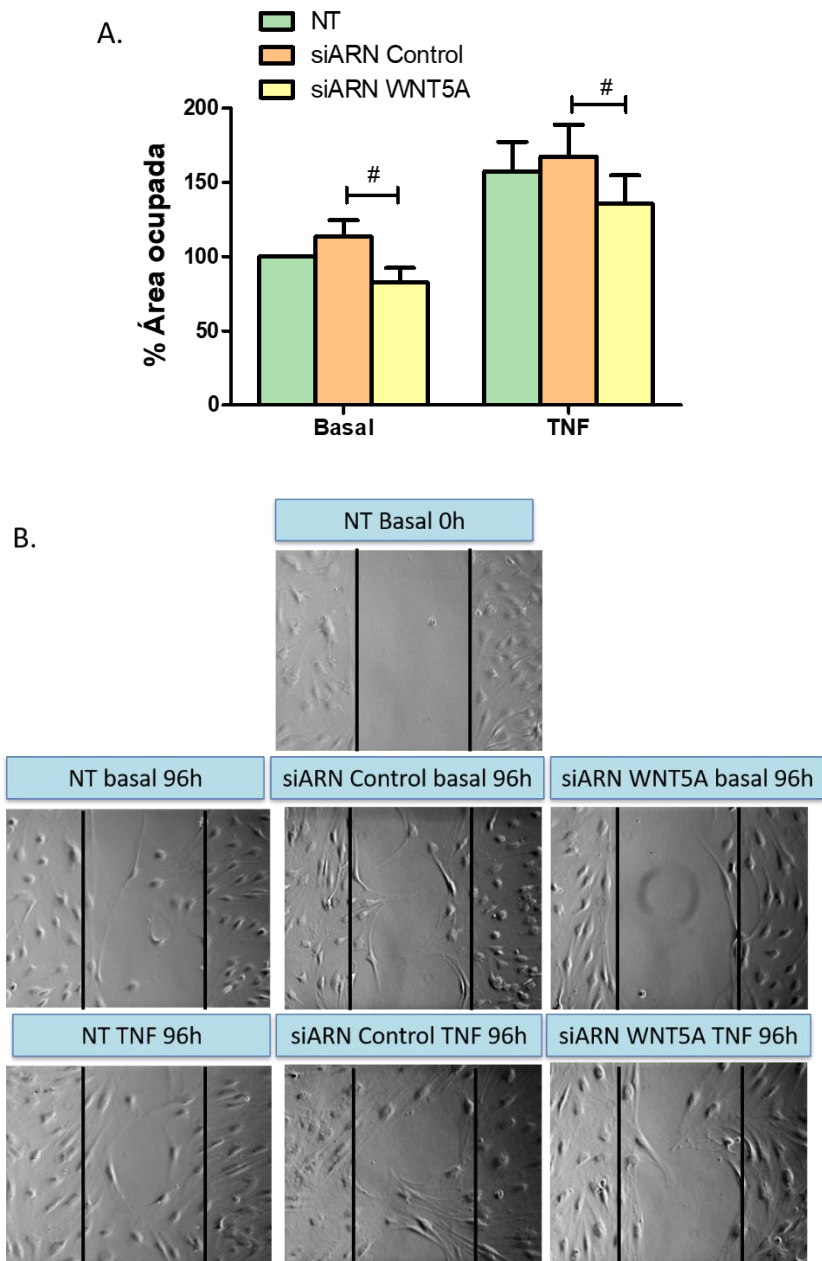 A.
NT
siARN Control
siARN WNT5A
% Área ocupada
200
150
100
50
0
#
#
Basal
TNF
B.
NT Basal 0h
NT basal 96h
siARN Control basal 96h
siARN WNT5A basal 96h
NT TNF 96h
siARN Control TNF 96h
siARN WNT5A TNF 96h